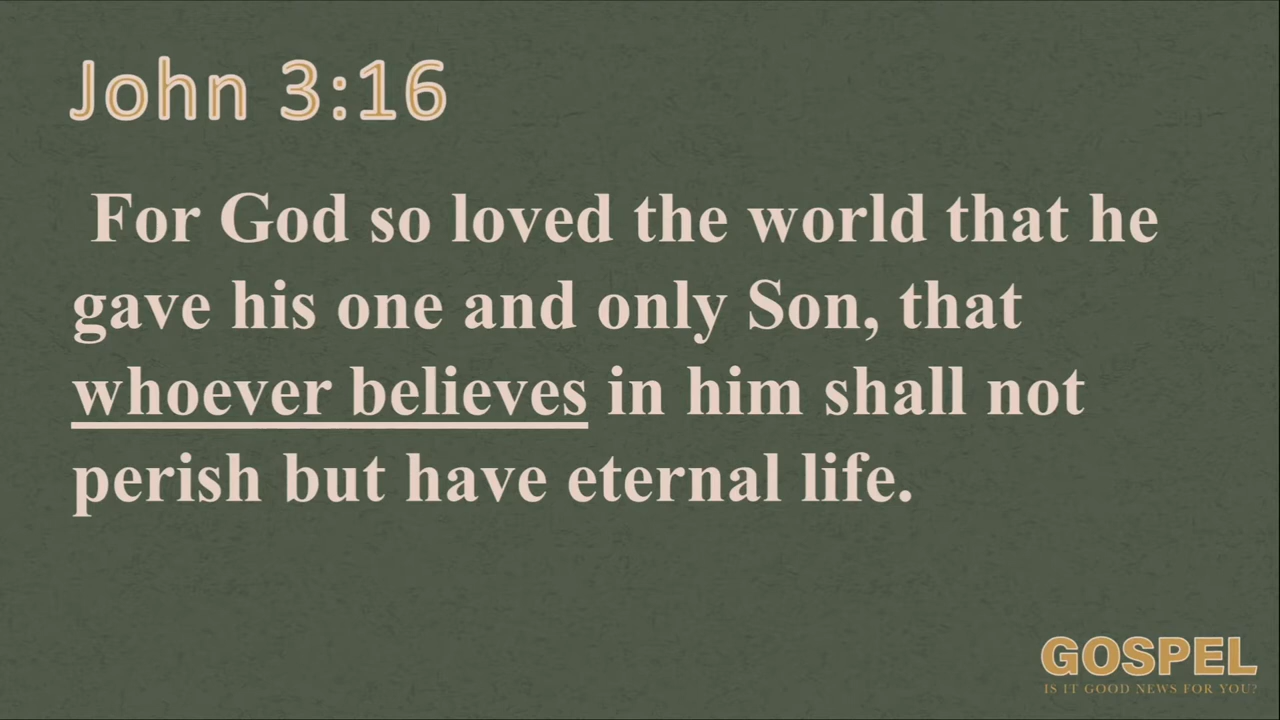 John 3:16
For God so loved the world that he
gave his one and only Son, that
whoever believes in him shall not
perish but have eternal life.
GOSPEL
IS IT GOOD NEWS FOR YOU?